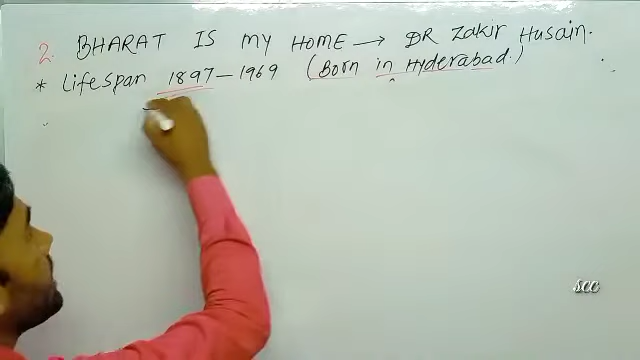 2. BHARAT IS MY HOME → DR Zakir Husain.
* Lifespan 1897 – 1969 (Born in Hyderabad.)
scc